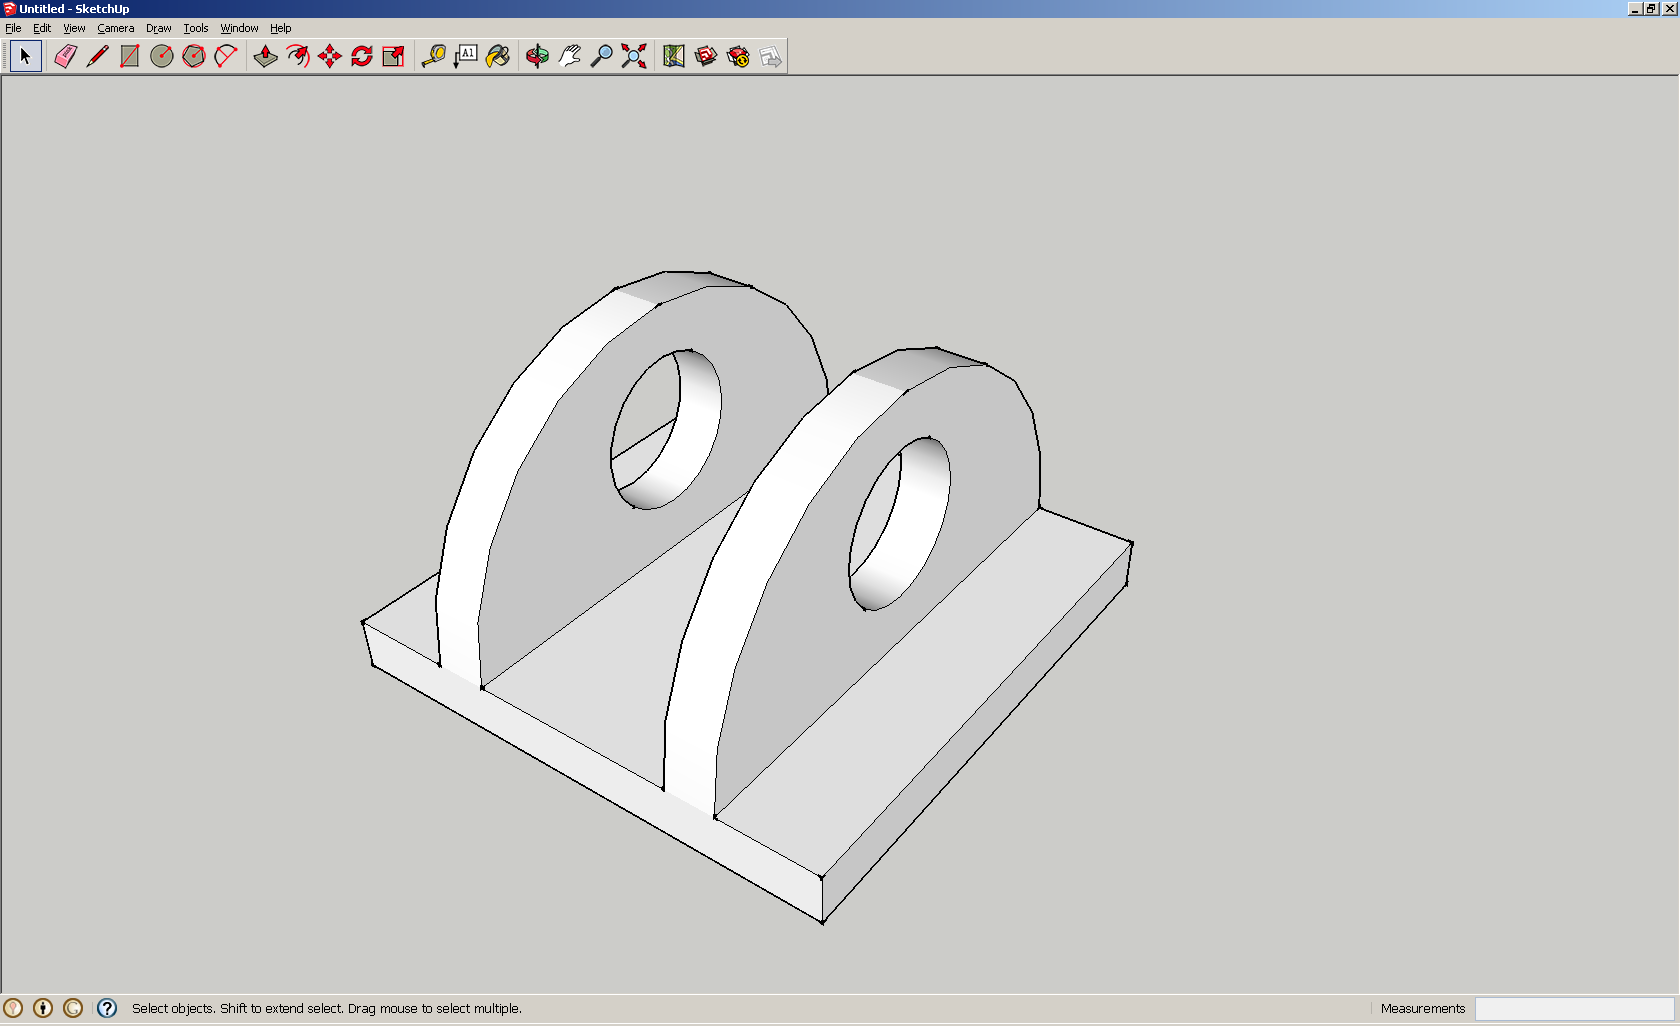 Untitled - SketchUp
File Edit View Camera Draw Tools Window Help
A1
Select objects. Shift to extend select. Drag mouse to select multiple.
Measurements